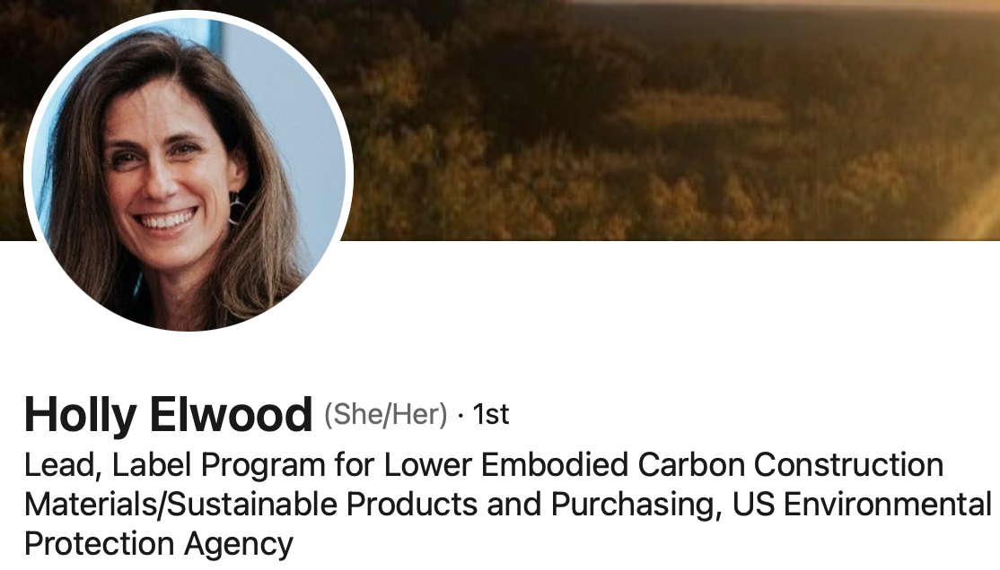 Holly Elwood (She/Her) · 1st
Lead, Label Program for Lower Embodied Carbon Construction
Materials/Sustainable Products and Purchasing, US Environmental
Protection Agency